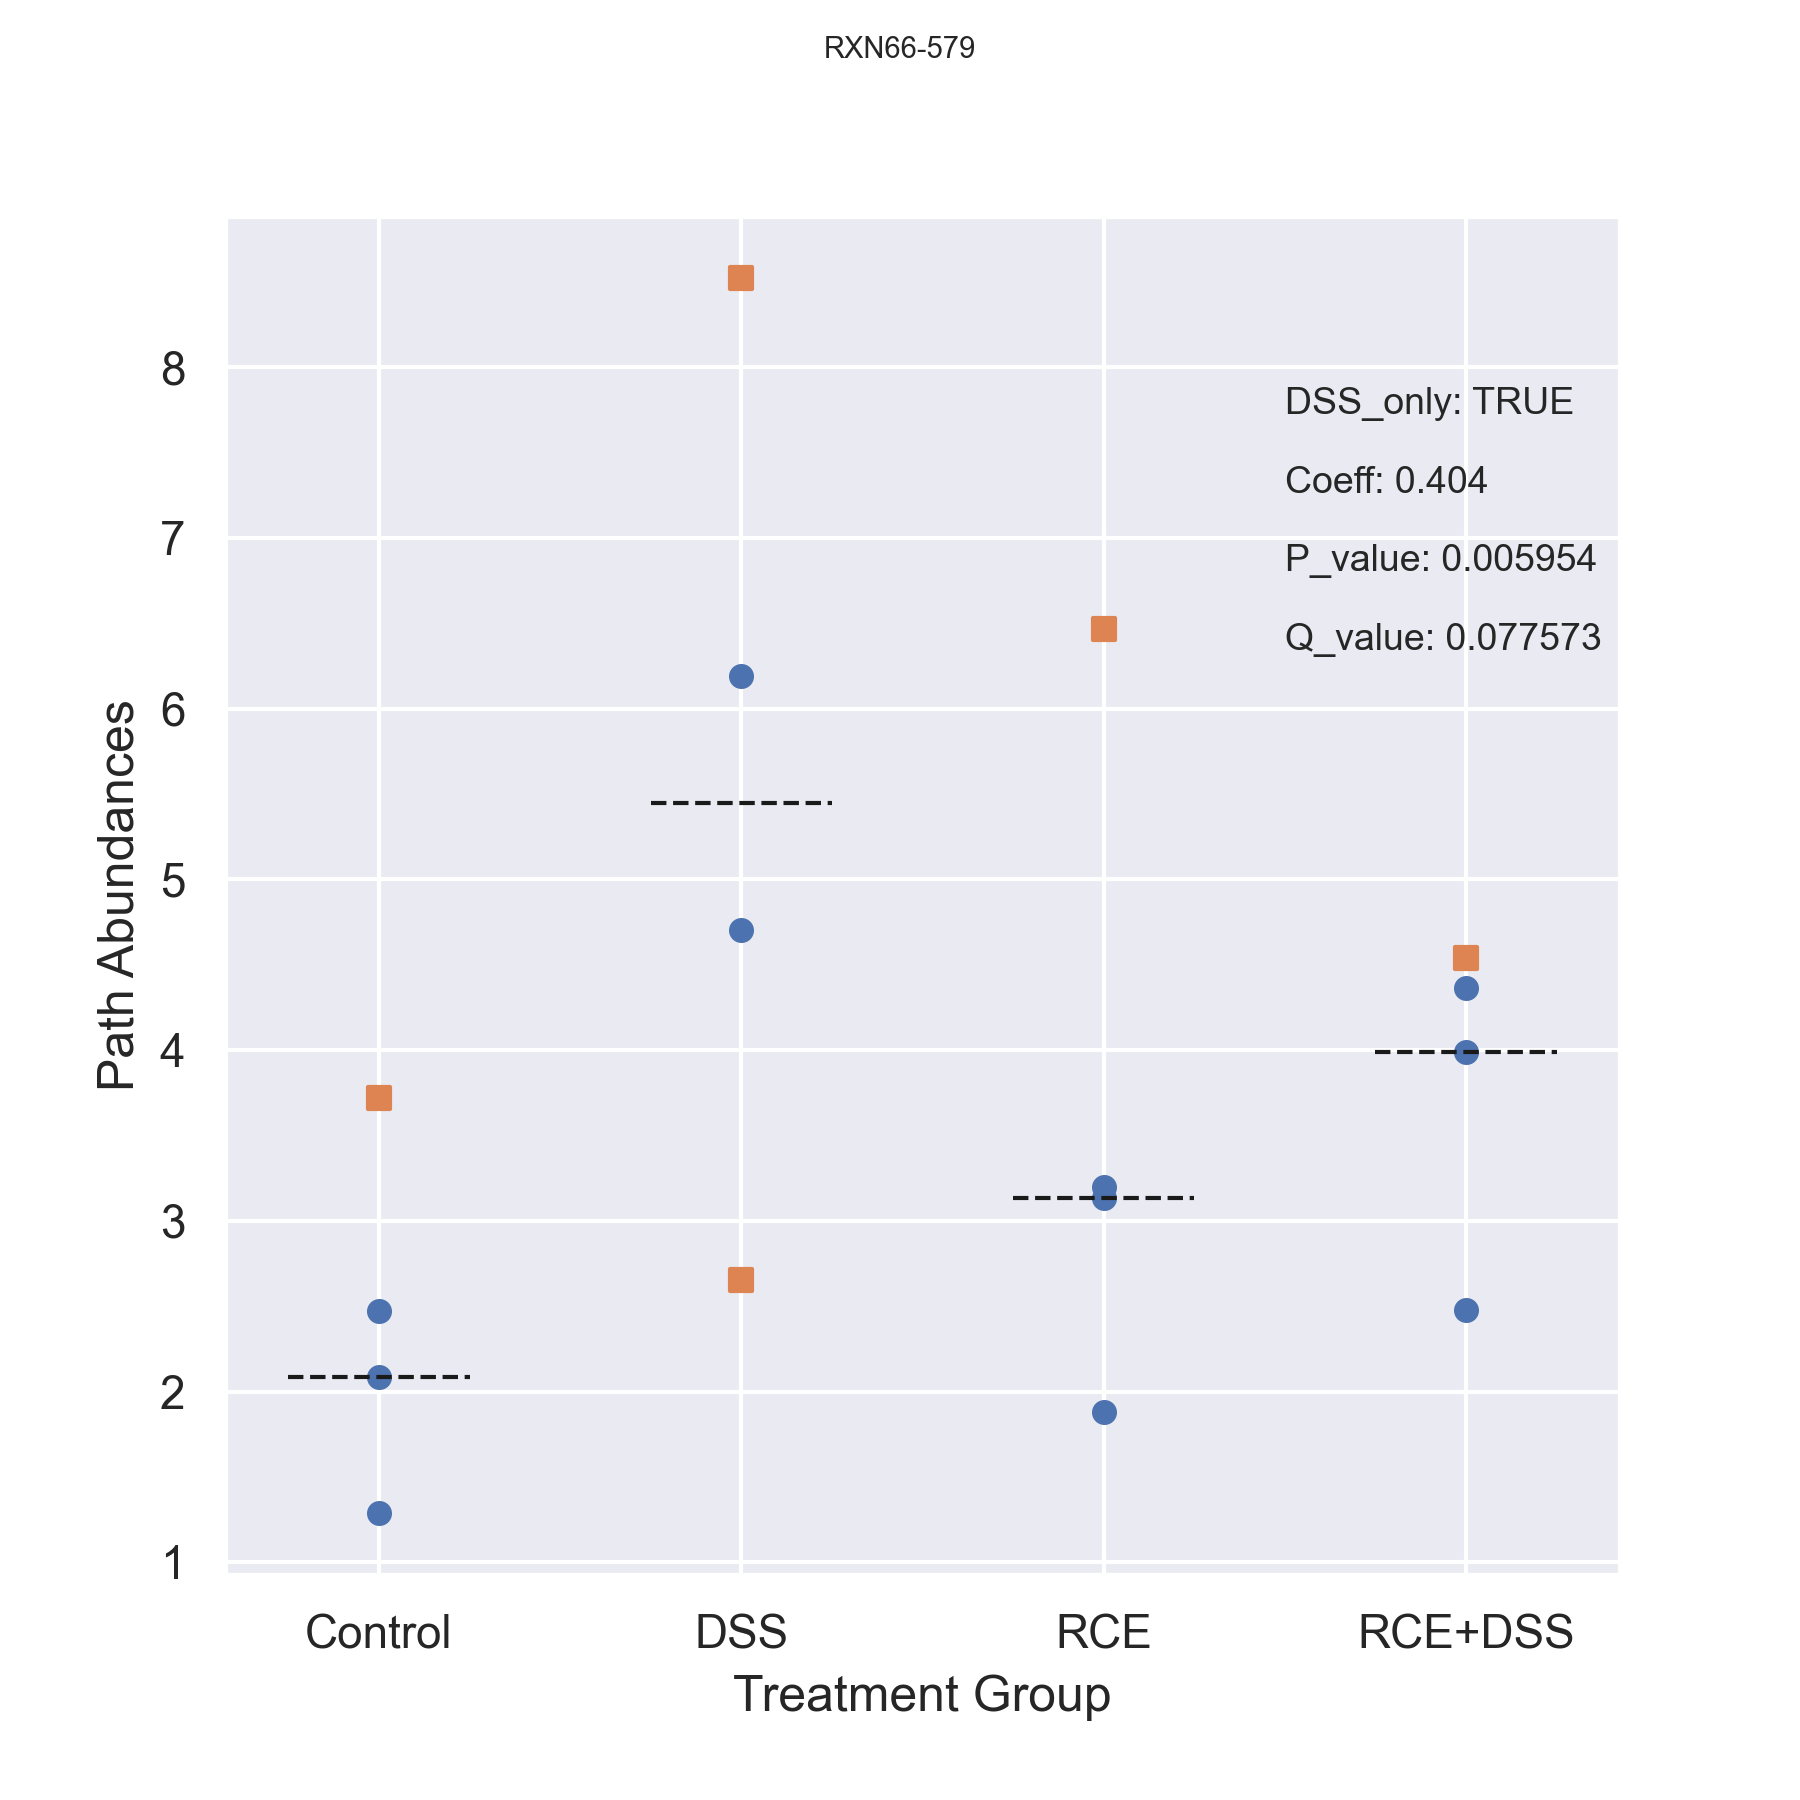 RXN66-579
8
7
6
5
4
3
2
1
Path Abundances
DSS_only: TRUE
Coeff: 0.404
P_value: 0.005954
Q_value: 0.077573
Control DSS RCE RCE+DSS
Treatment Group